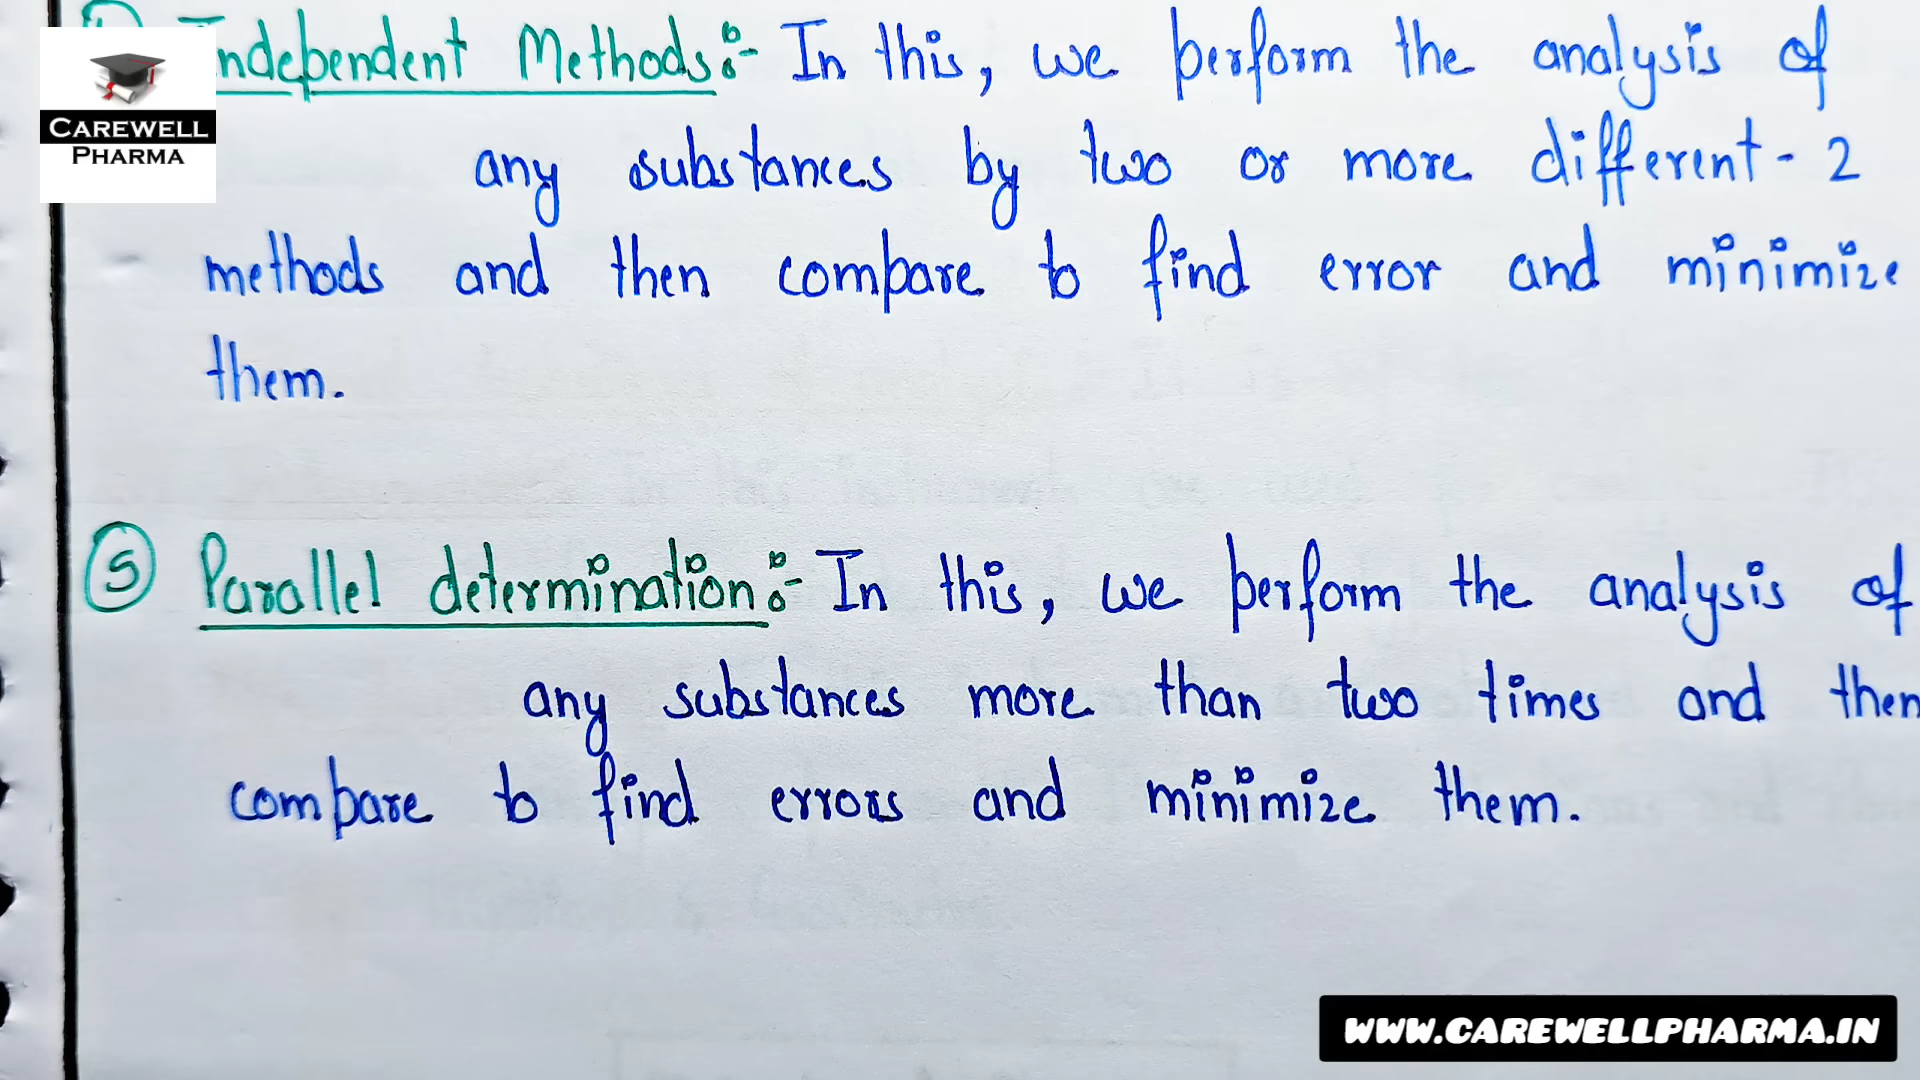 Independent Methods:- In this, we perform the analysis of
any substances by two or more different - 2
methods and then compare to find error and minimize
them.
CAREWELL
PHARMA
5 Parallel determination:- In this, we perform the analysis of
any substances more than two times and then
compare to find errors and minimize them.
WWW.CAREWELLPHARMA.IN